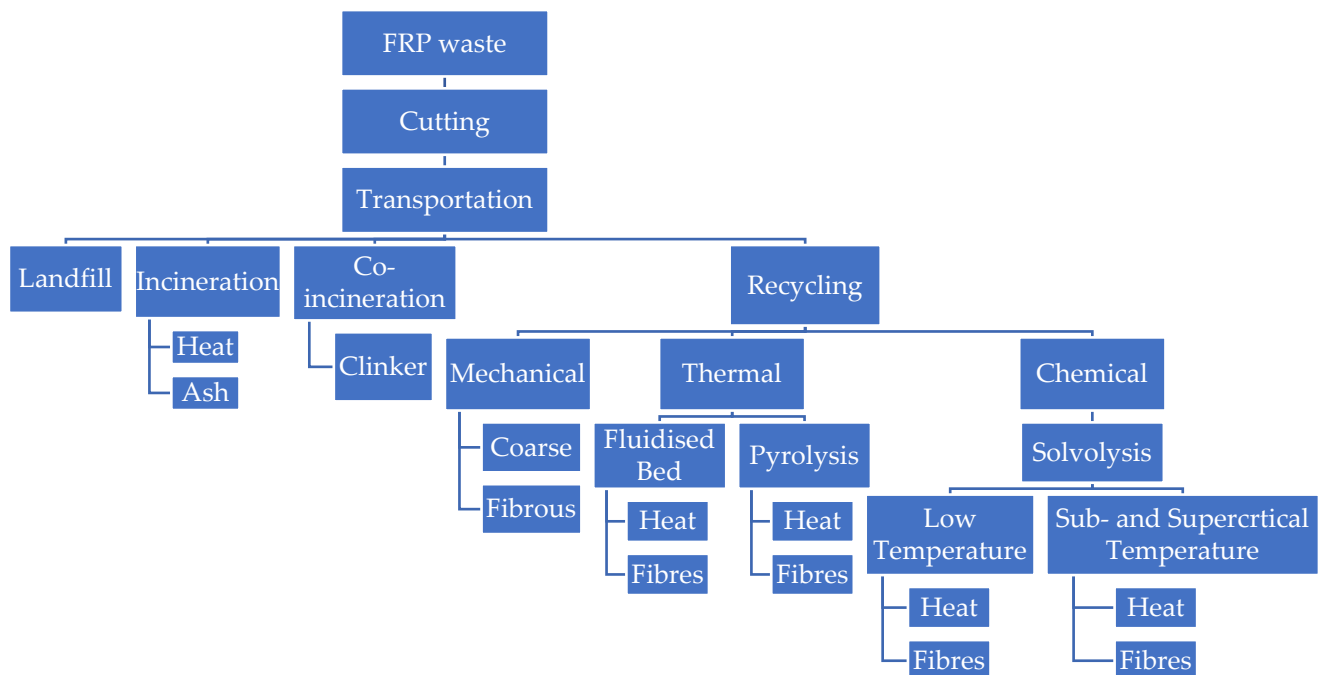 FRP waste
Cutting
Transportation
Landfill
Incineration
Co-
incineration
Recycling
Heat
Ash
Clinker
Mechanical
Thermal
Chemical
Coarse
Fibrous
Fluidised
Bed
Pyrolysis
Solvolysis
Heat
Fibres
Heat
Fibres
Low
Temperature
Sub- and Supercrtical
Temperature
Heat
Fibres
Heat
Fibres